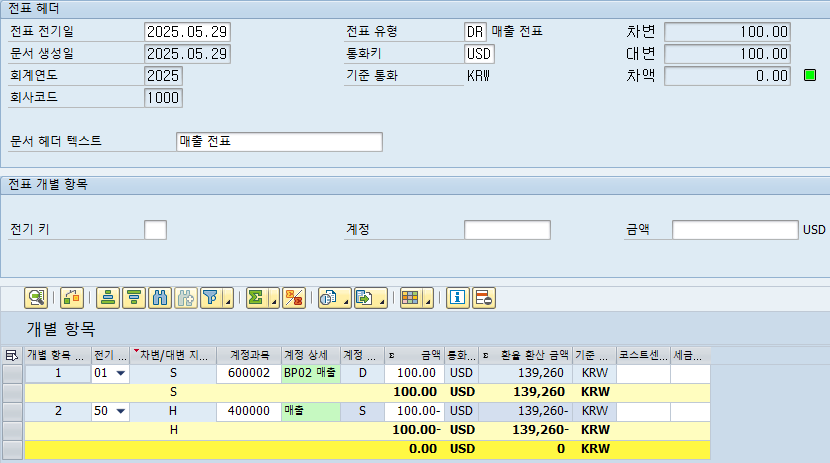 전표 헤더
전표 전기일 2025.05.29 전표 유형 DR 매출 전표 차변 100.00
문서 생성일 2025.05.29 통화키 USD 대변 100.00
회계연도 2025 기준 통화 KRW 차액 0.00
회사코드 1000
문서 헤더 텍스트 매출 전표
전표 개별 항목
전기 키 계정 금액 USD
개별 항목
개별 항목 ... 전기 ... 차변/대변 지... 계정과목 계정 상세 계정 ... Σ 금액 통화... Σ 환율 환산 금액 기준 ... 코스트센... 세금...
1 01 S 600002 BP02 매출 D 100.00 USD 139,260 KRW
S 100.00 USD 139,260 KRW
2 50 H 400000 매출 S 100.00- USD 139,260- KRW
H 100.00- USD 139,260- KRW
0.00 USD 0 KRW